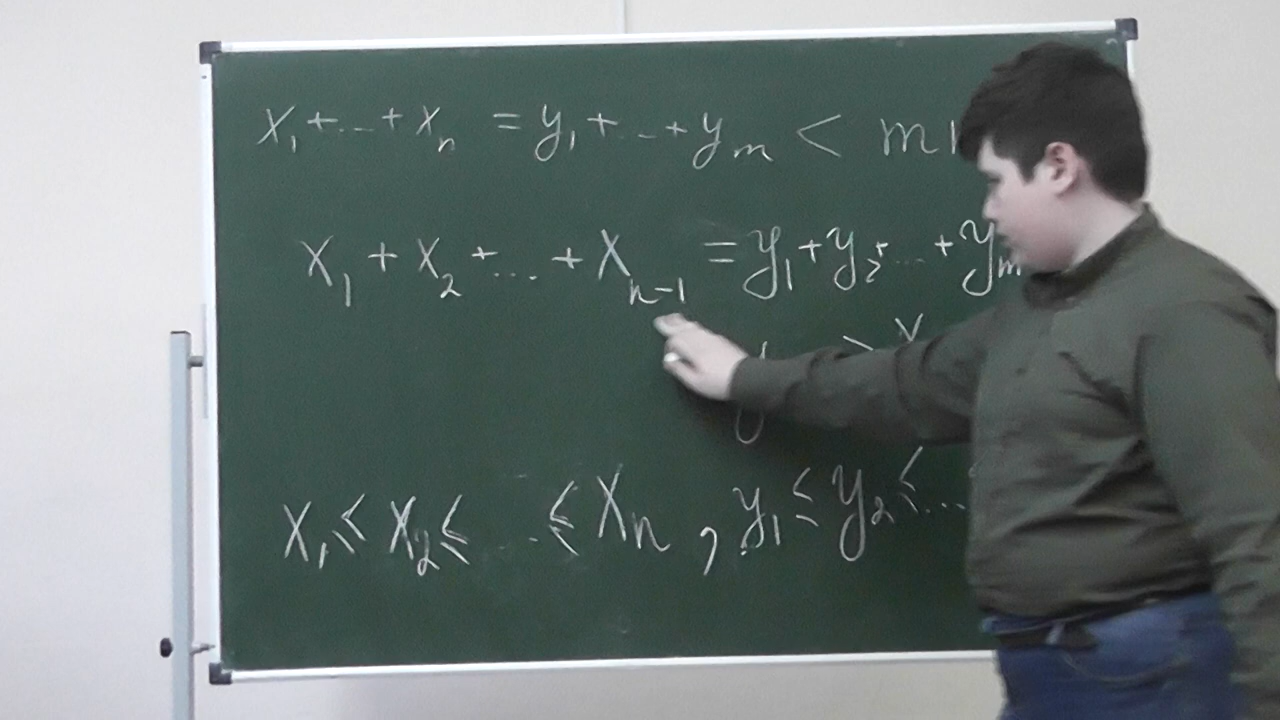 x₁+...+xₙ = y₁+...+yₘ < m
x₁ + x₂ + .... + xₙ₋₁ = y₁+y₂+...+yₘ
y > x
x₁ ≤ x₂ ≤ ... ≤ xₙ , y₁ ≤ y₂ ≤ ...